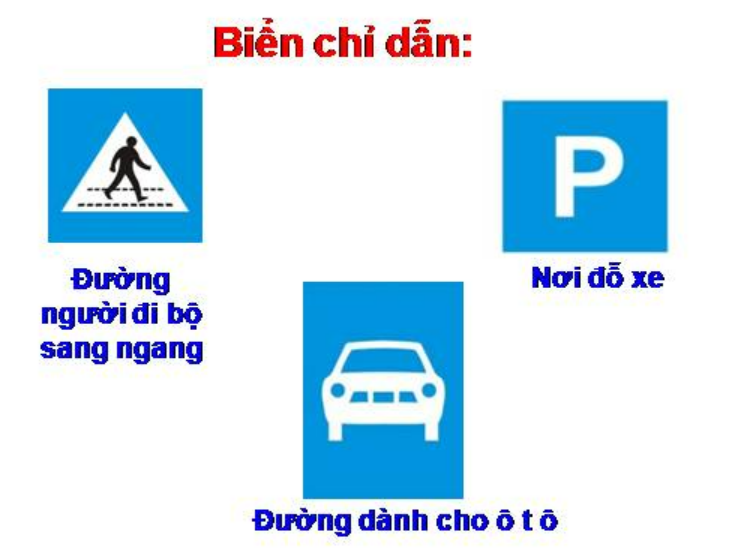 Biển chỉ dẫn:
P
Đường
người đi bộ
sang ngang
Nơi đỗ xe
Đường dành cho ô t ô